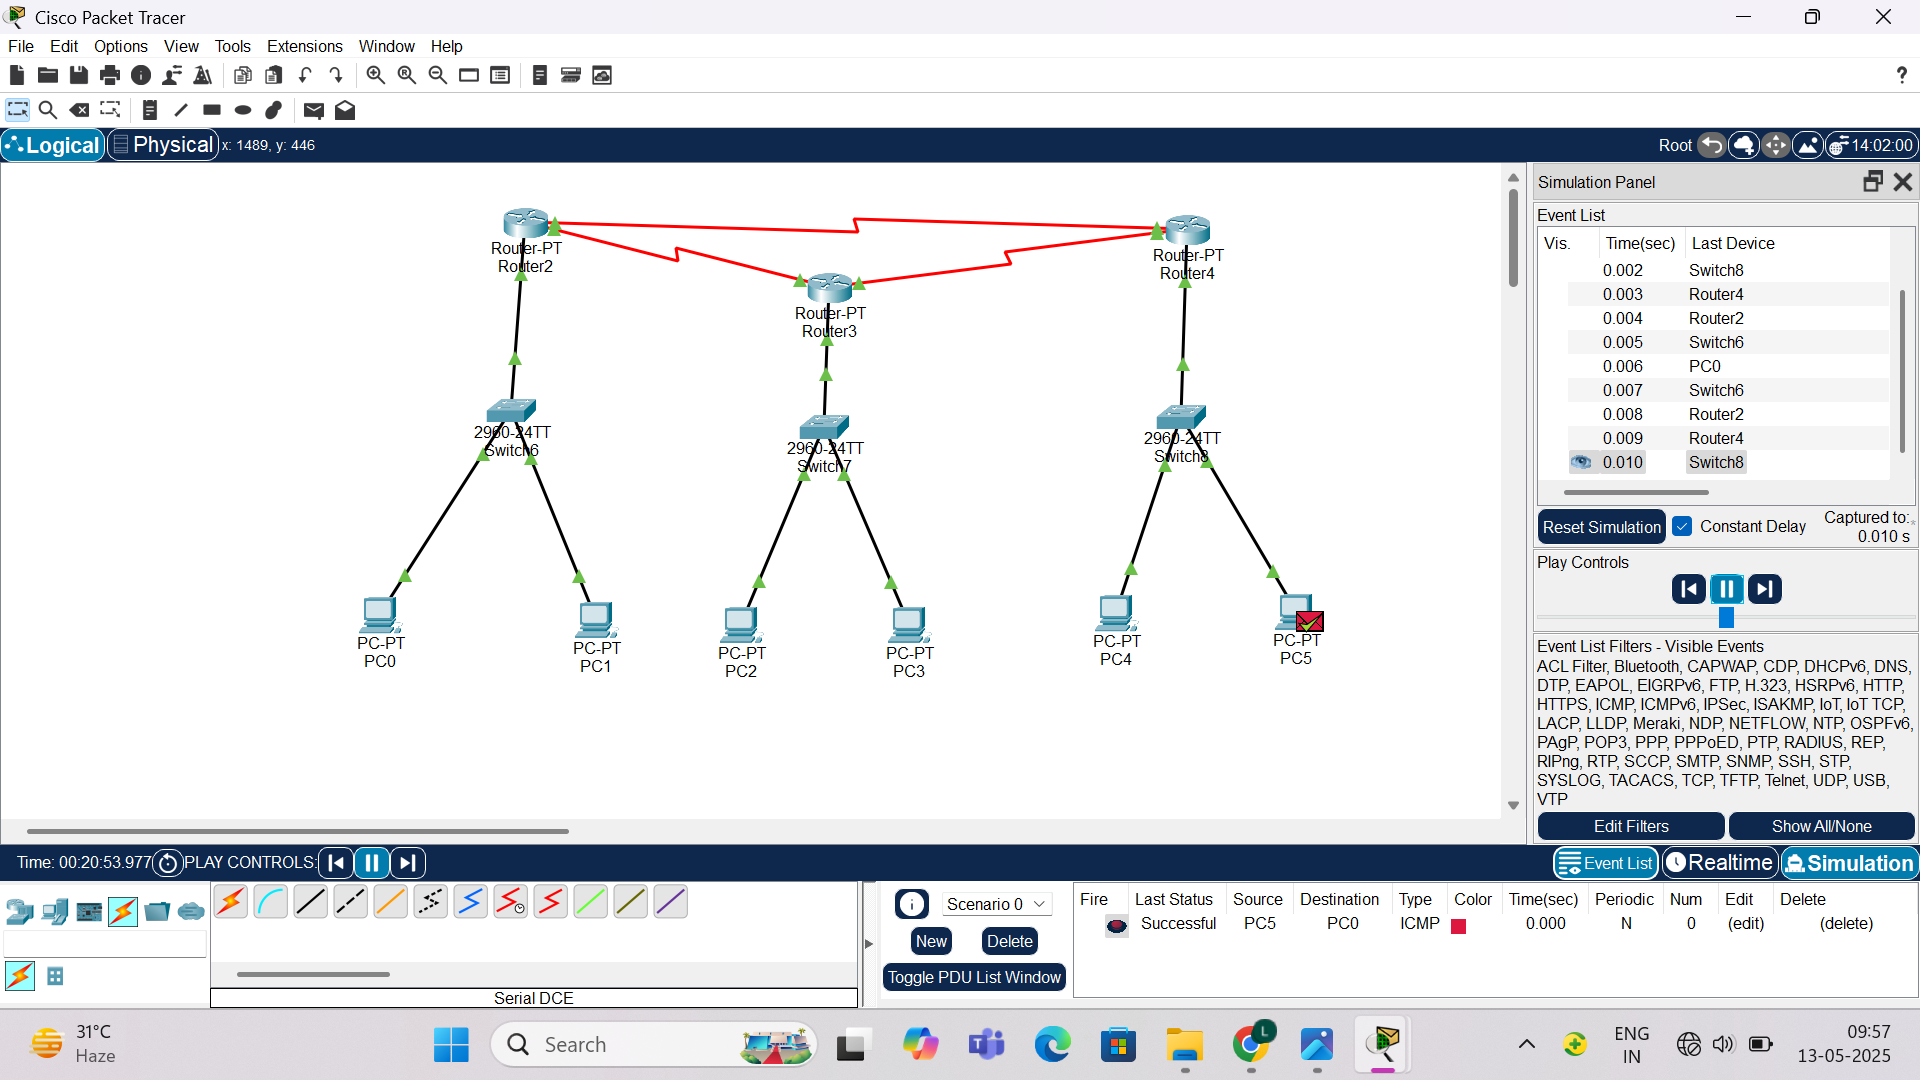 Cisco Packet Tracer
File Edit Options View Tools Extensions Window Help
?
Logical Physical x: 1489, y: 446 Root 14:02:00
Router-PT
Router2
Router-PT
Router3
Router-PT
Router4
2960-24TT
Switch6
2960-24TT
Switch7
2960-24TT
Switch8
PC-PT
PC0
PC-PT
PC1
PC-PT
PC2
PC-PT
PC3
PC-PT
PC4
PC-PT
PC5
Simulation Panel
Event List
Vis. Time(sec) Last Device
0.002 Switch8
0.003 Router4
0.004 Router2
0.005 Switch6
0.006 PC0
0.007 Switch6
0.008 Router2
0.009 Router4
0.010 Switch8
Reset Simulation Constant Delay Captured to:*
0.010 s
Play Controls
Event List Filters - Visible Events
ACL Filter, Bluetooth, CAPWAP, CDP, DHCPv6, DNS,
DTP, EAPOL, EIGRPv6, FTP, H.323, HSRPv6, HTTP,
HTTPS, ICMP, ICMPv6, IPSec, ISAKMP, IoT, IoT TCP,
LACP, LLDP, Meraki, NDP, NETFLOW, NTP, OSPFv6,
PAgP, POP3, PPP, PPPoED, PTP, RADIUS, REP,
RIPng, RTP, SCCP, SMTP, SNMP, SSH, STP,
SYSLOG, TACACS, TCP, TFTP, Telnet, UDP, USB,
VTP
Edit Filters Show All/None
Time: 00:20:53.977 PLAY CONTROLS: Event List Realtime Simulation
Serial DCE
Scenario 0
New Delete
Toggle PDU List Window
Fire Last Status Source Destination Type Color Time(sec) Periodic Num Edit Delete
Successful PC5 PC0 ICMP 0.000 N 0 (edit) (delete)
31°C
Haze
Search
L
ENG
IN
09:57
13-05-2025